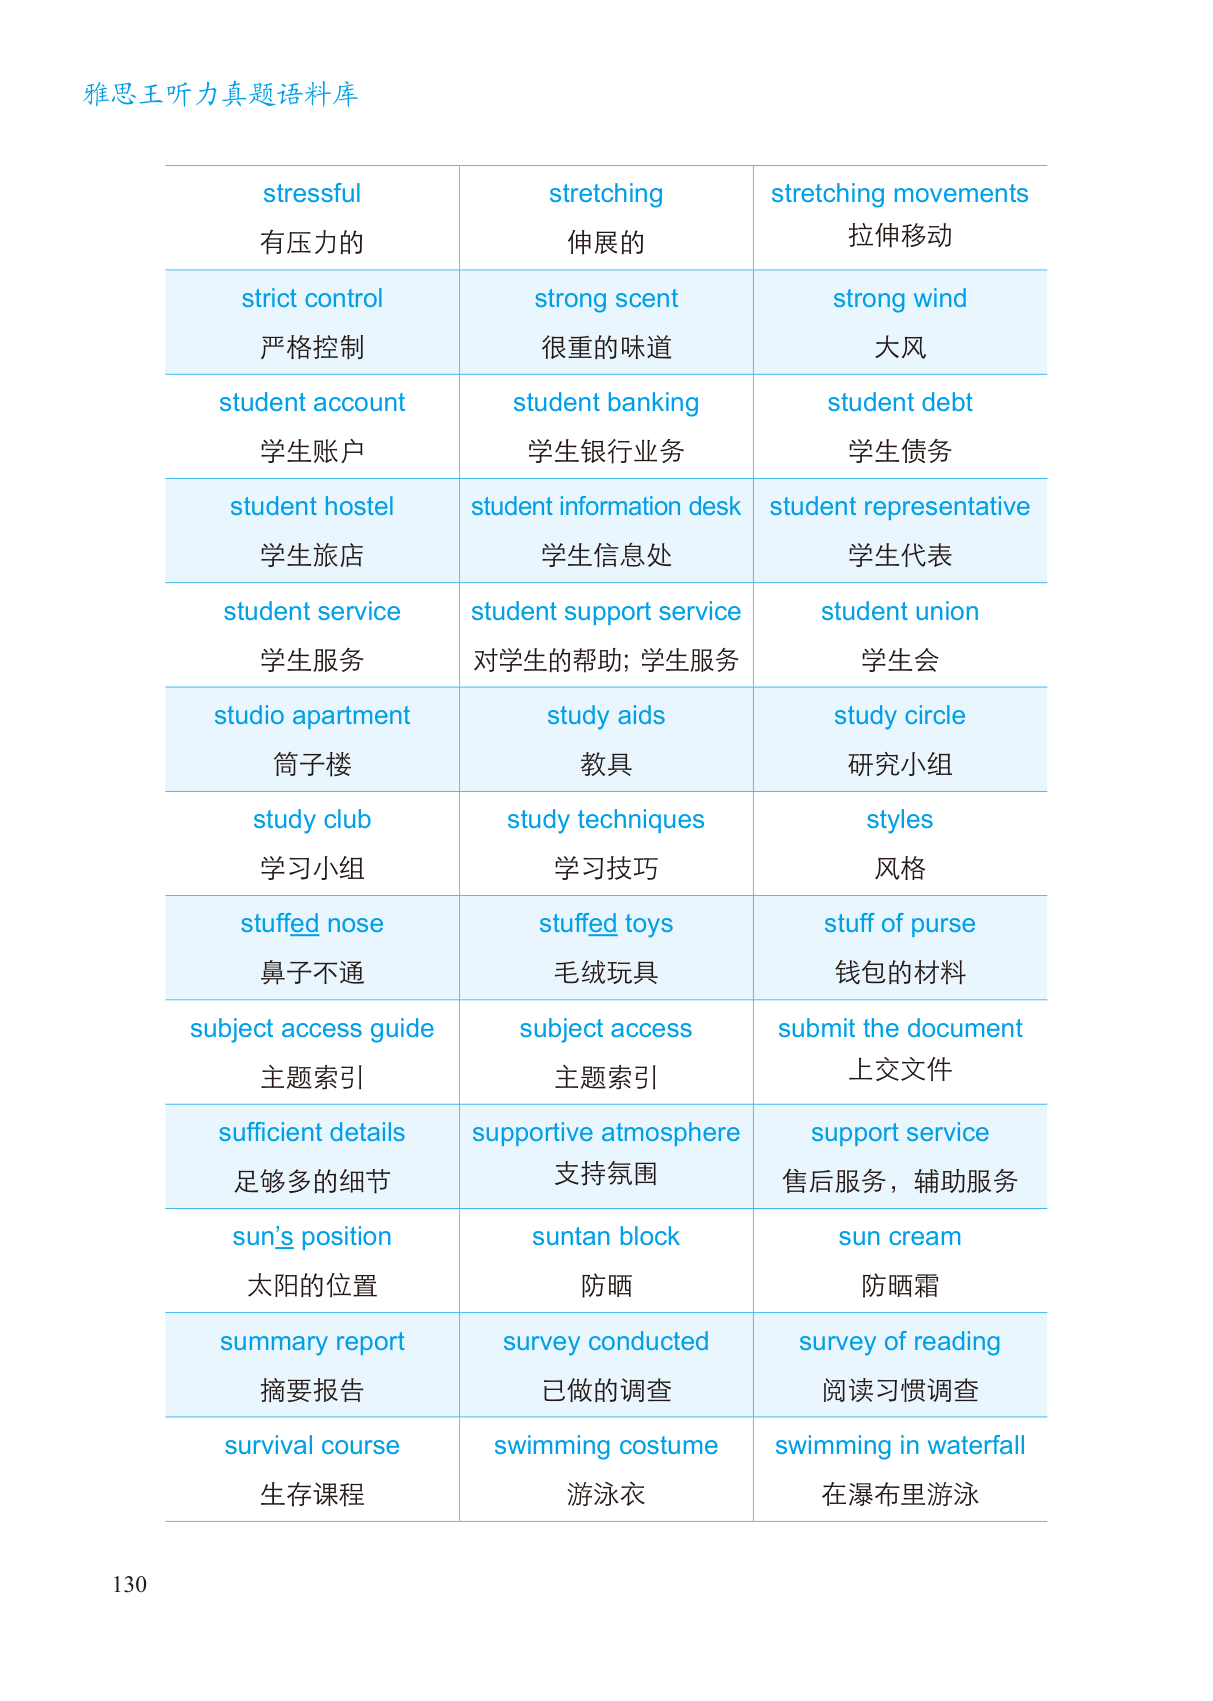 雅思王听力真题语料库
stressful
stretching
stretching movements
有压力的
伸展的
拉伸移动
strict control
strong scent
strong wind
严格控制
很重的味道
大风
student account
student banking
student debt
学生账户
学生银行业务
学生债务
student hostel
student information desk
student representative
学生旅店
学生信息处
学生代表
student service
student support service
student union
学生服务
对学生的帮助；学生服务
学生会
studio apartment
study aids
study circle
筒子楼
教具
研究小组
study club
study techniques
styles
学习小组
学习技巧
风格
stuffed nose
stuffed toys
stuff of purse
鼻子不通
毛绒玩具
钱包的材料
subject access guide
subject access
submit the document
主题索引
主题索引
上交文件
sufficient details
supportive atmosphere
support service
足够多的细节
支持氛围
售后服务，辅助服务
sun's position
suntan block
sun cream
太阳的位置
防晒
防晒霜
summary report
survey conducted
survey of reading
摘要报告
已做的调查
阅读习惯调查
survival course
swimming costume
swimming in waterfall
生存课程
游泳衣
在瀑布里游泳
130